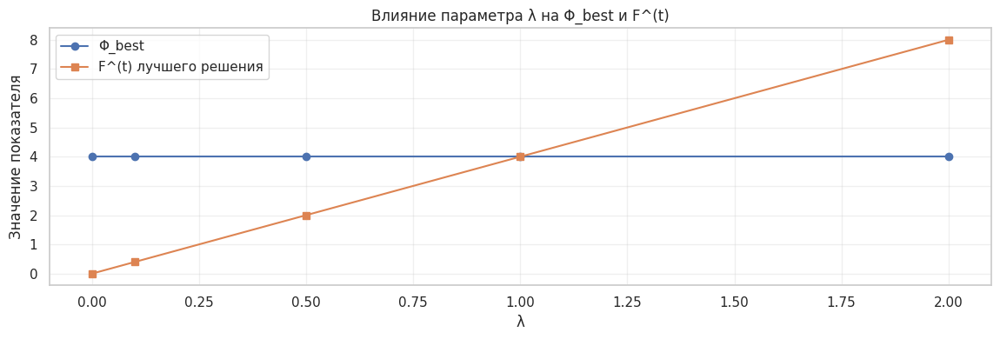 Влияние параметра λ на Φ_best и F^(t)
Φ_best
F^(t) лучшего решения
Значение показателя
8
7
6
5
4
3
2
1
0
0.00 0.25 0.50 0.75 1.00 1.25 1.50 1.75 2.00
λ